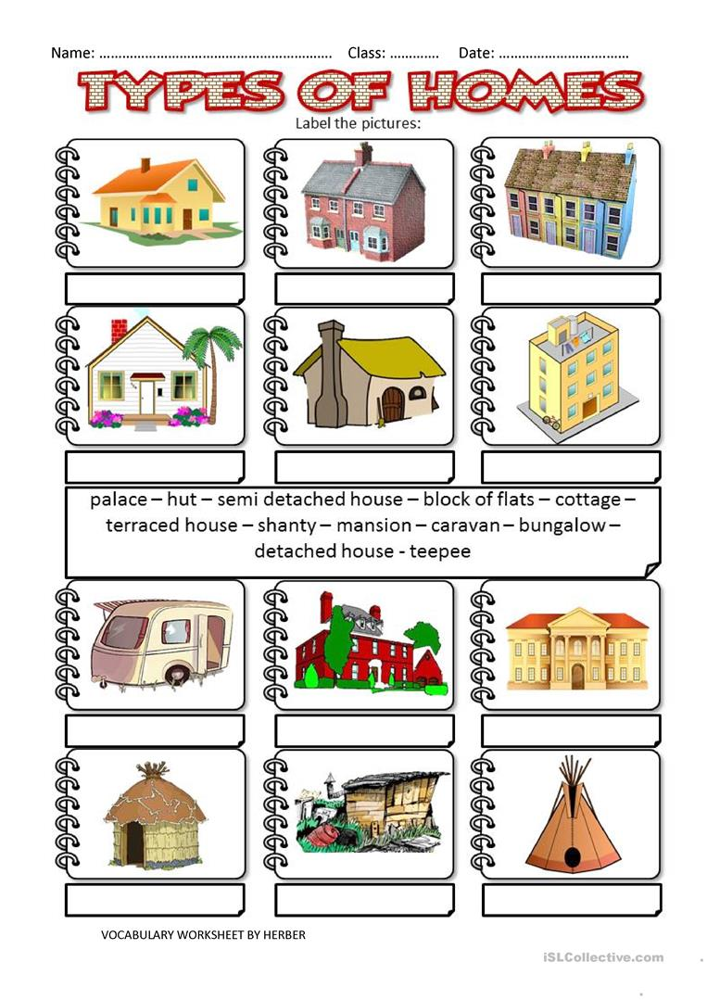 Name: ………………………………………………………. Class: …………. Date: ………………………………
TYPES OF HOMES
Label the pictures:
palace – hut – semi detached house – block of flats – cottage –
terraced house – shanty – mansion – caravan – bungalow –
detached house - teepee
VOCABULARY WORKSHEET BY HERBER
iSLCollective.com